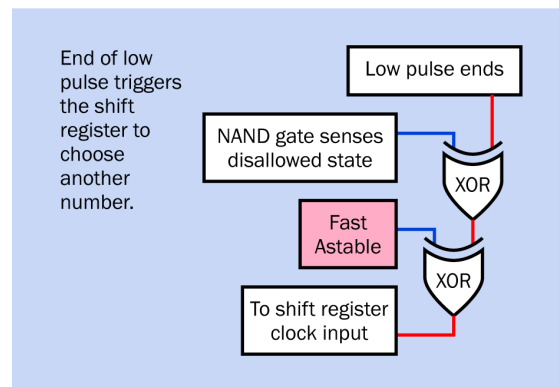 End of low
pulse triggers
the shift
register to
choose
another
number.
Low pulse ends
NAND gate senses
disallowed state
XOR
Fast
Astable
XOR
To shift register
clock input